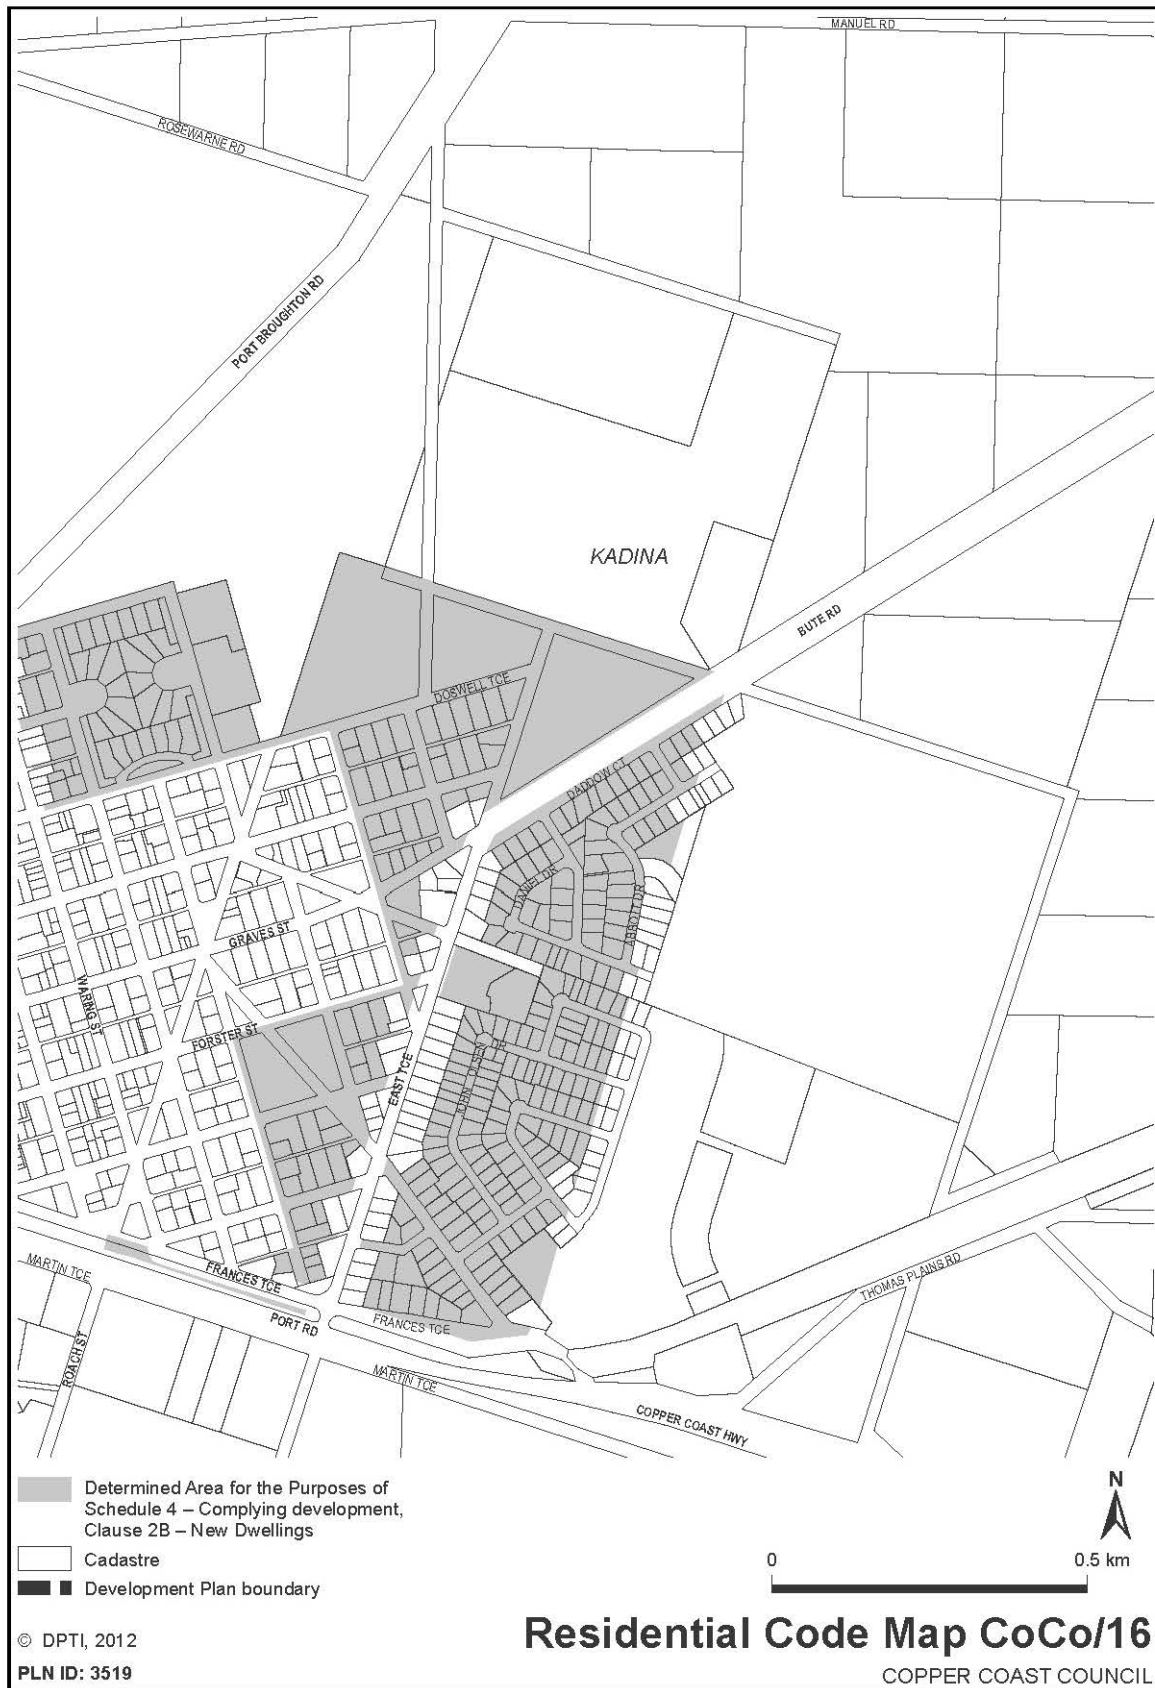 MANUEL RD
ROSEWARNE RD
PORT BROUGHTON RD
KADINA
BUTE RD
DOSWELL TCE
DADDOW CT
DANIEL DR
ABBOTT DR
GRAVES ST
WARING ST
FORSTER ST
EAST TCE
JOHN OLSEN DR
MARTIN TCE
FRANCES TCE
PORT RD
FRANCES TCE
THOMAS PLAINS RD
ROACH ST
MARTIN TCE
COPPER COAST HWY
Determined Area for the Purposes of
Schedule 4 – Complying development,
Clause 2B – New Dwellings
Cadastre
Development Plan boundary
N
0 0.5 km
Residential Code Map CoCo/16
© DPTI, 2012
PLN ID: 3519
COPPER COAST COUNCIL